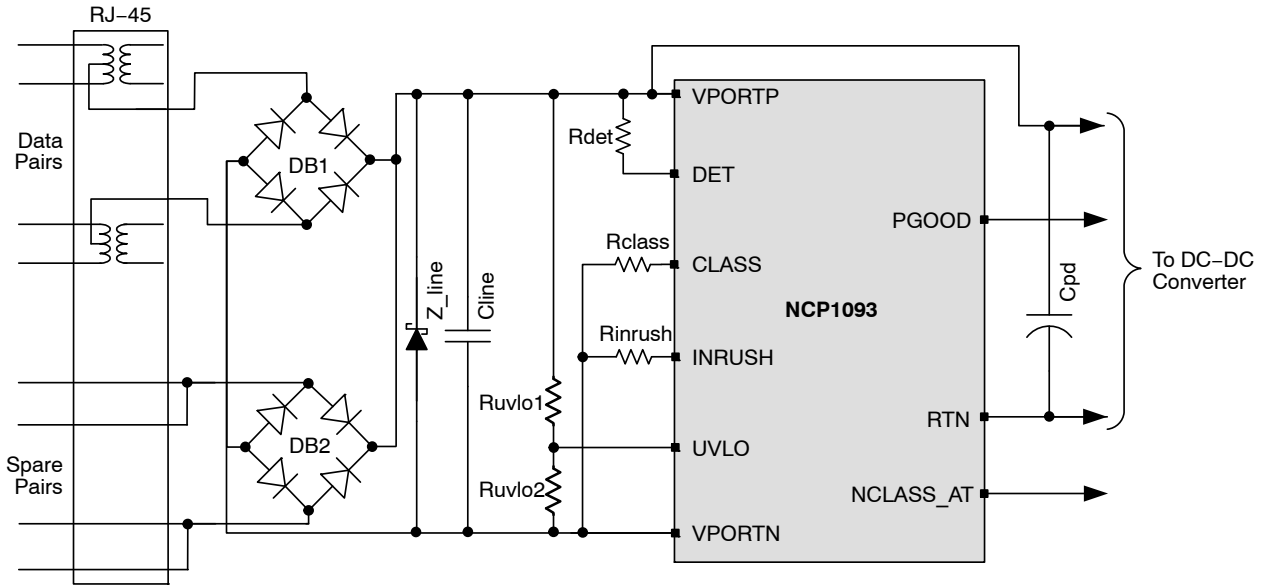 RJ−45
Data
Pairs
Spare
Pairs
DB1
DB2
Z_line
Cline
Rdet
Rclass
Rinrush
Ruvlo1
Ruvlo2
VPORTP
DET
CLASS
INRUSH
UVLO
VPORTN
NCP1093
PGOOD
RTN
NCLASS_AT
Cpd
To DC−DC
Converter